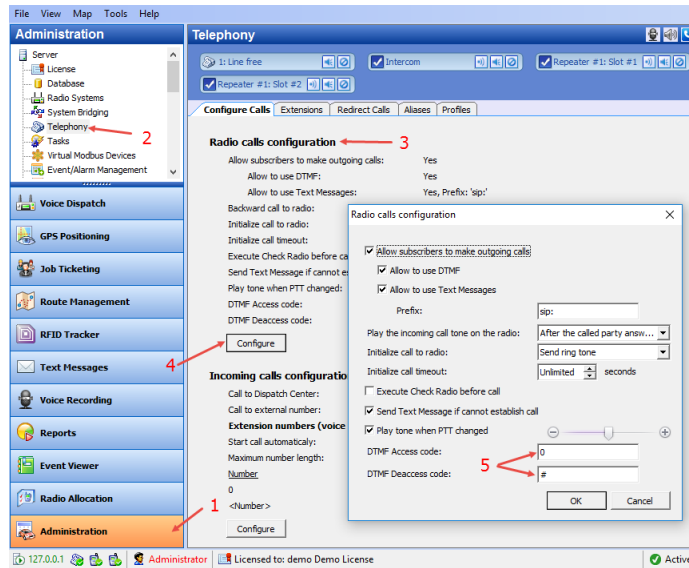 File View Map Tools Help
Administration
Server
License
Database
Radio Systems
System Bridging
Telephony
Tasks
Virtual Modbus Devices
Event/Alarm Management
2
Voice Dispatch
GPS Positioning
Job Ticketing
Route Management
RFID Tracker
Text Messages
Voice Recording
Reports
Event Viewer
Radio Allocation
Administration
1
Telephony
1: Line free
Intercom
Repeater #1: Slot #1
Repeater #1: Slot #2
Configure Calls Extensions Redirect Calls Aliases Profiles
Radio calls configuration 3
Allow subscribers to make outgoing calls: Yes
Allow to use DTMF: Yes
Allow to use Text Messages: Yes, Prefix: 'sip:'
Backward call to radio:
Initialize call to radio:
Initialize call timeout:
Execute Check Radio before ca
Send Text Message if cannot es
Play tone when PTT changed:
DTMF Access code:
DTMF Deaccess code:
4 Configure
Incoming calls configuratio
Call to Dispatch Center:
Call to external number:
Extension numbers (voice
Start call automaticaly:
Maximum number length:
Number
0
<Number>
Configure
Radio calls configuration
Allow subscribers to make outgoing calls
Allow to use DTMF
Allow to use Text Messages
Prefix: sip:
Play the incoming call tone on the radio: After the called party answ...
Initialize call to radio: Send ring tone
Initialize call timeout: Unlimited seconds
Execute Check Radio before call
Send Text Message if cannot establish call
Play tone when PTT changed
DTMF Access code: 0
5
DTMF Deaccess code: #
OK Cancel
127.0.0.1 Administrator Licensed to: demo Demo License Active